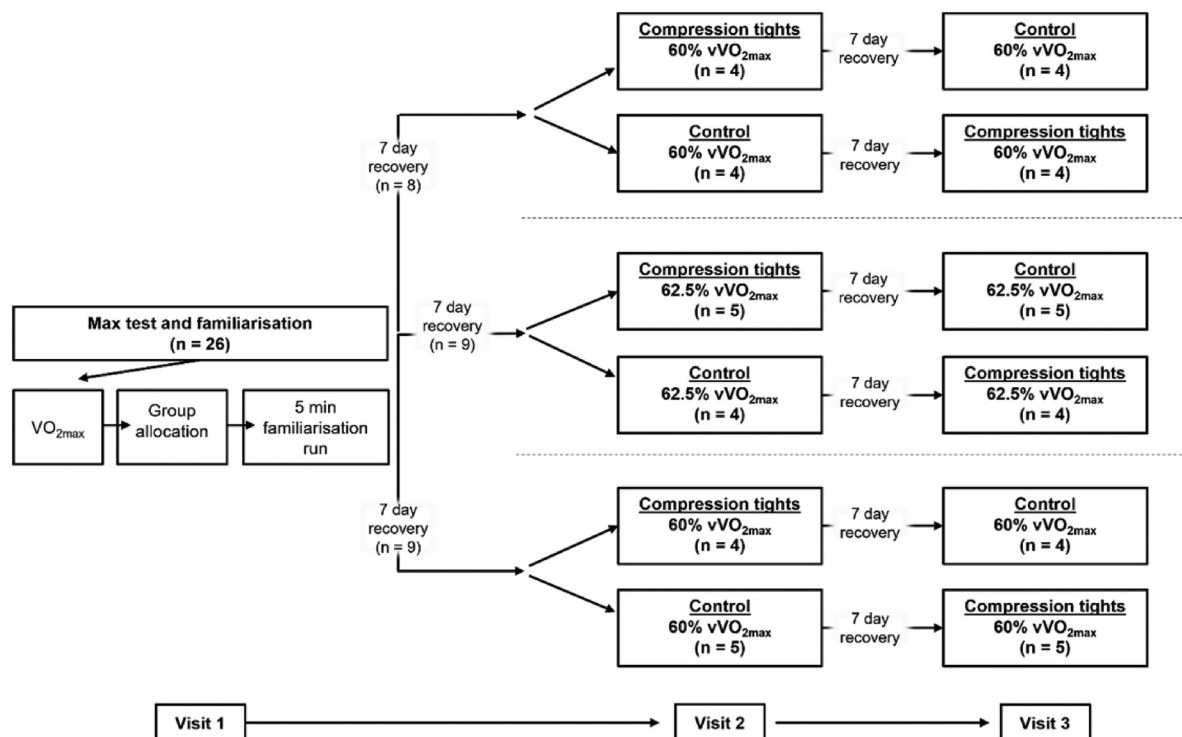 Compression tights
60% vVO2max
(n = 4)
7 day
recovery
Control
60% vVO2max
(n = 4)
Control
60% vVO2max
(n = 4)
7 day
recovery
Compression tights
60% vVO2max
(n = 4)
7 day
recovery
(n = 8)
Compression tights
62.5% vVO2max
(n = 5)
7 day
recovery
Control
62.5% vVO2max
(n = 5)
7 day
recovery
(n = 9)
Control
62.5% vVO2max
(n = 4)
7 day
recovery
Compression tights
62.5% vVO2max
(n = 4)
Max test and familiarisation
(n = 26)
VO2max
Group
allocation
5 min
familiarisation
run
7 day
recovery
(n = 9)
Compression tights
60% vVO2max
(n = 4)
7 day
recovery
Control
60% vVO2max
(n = 4)
Control
60% vVO2max
(n = 5)
7 day
recovery
Compression tights
60% vVO2max
(n = 5)
Visit 1
Visit 2
Visit 3